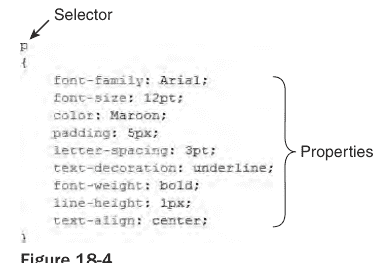 Selector
p
{
font-family: Arial;
font-size: 12pt;
color: Maroon;
padding: 5px;
letter-spacing: 3pt;
text-decoration: underline;
font-weight: bold;
line-height: 1px;
text-align: center;
}
Properties
Figure 18-4